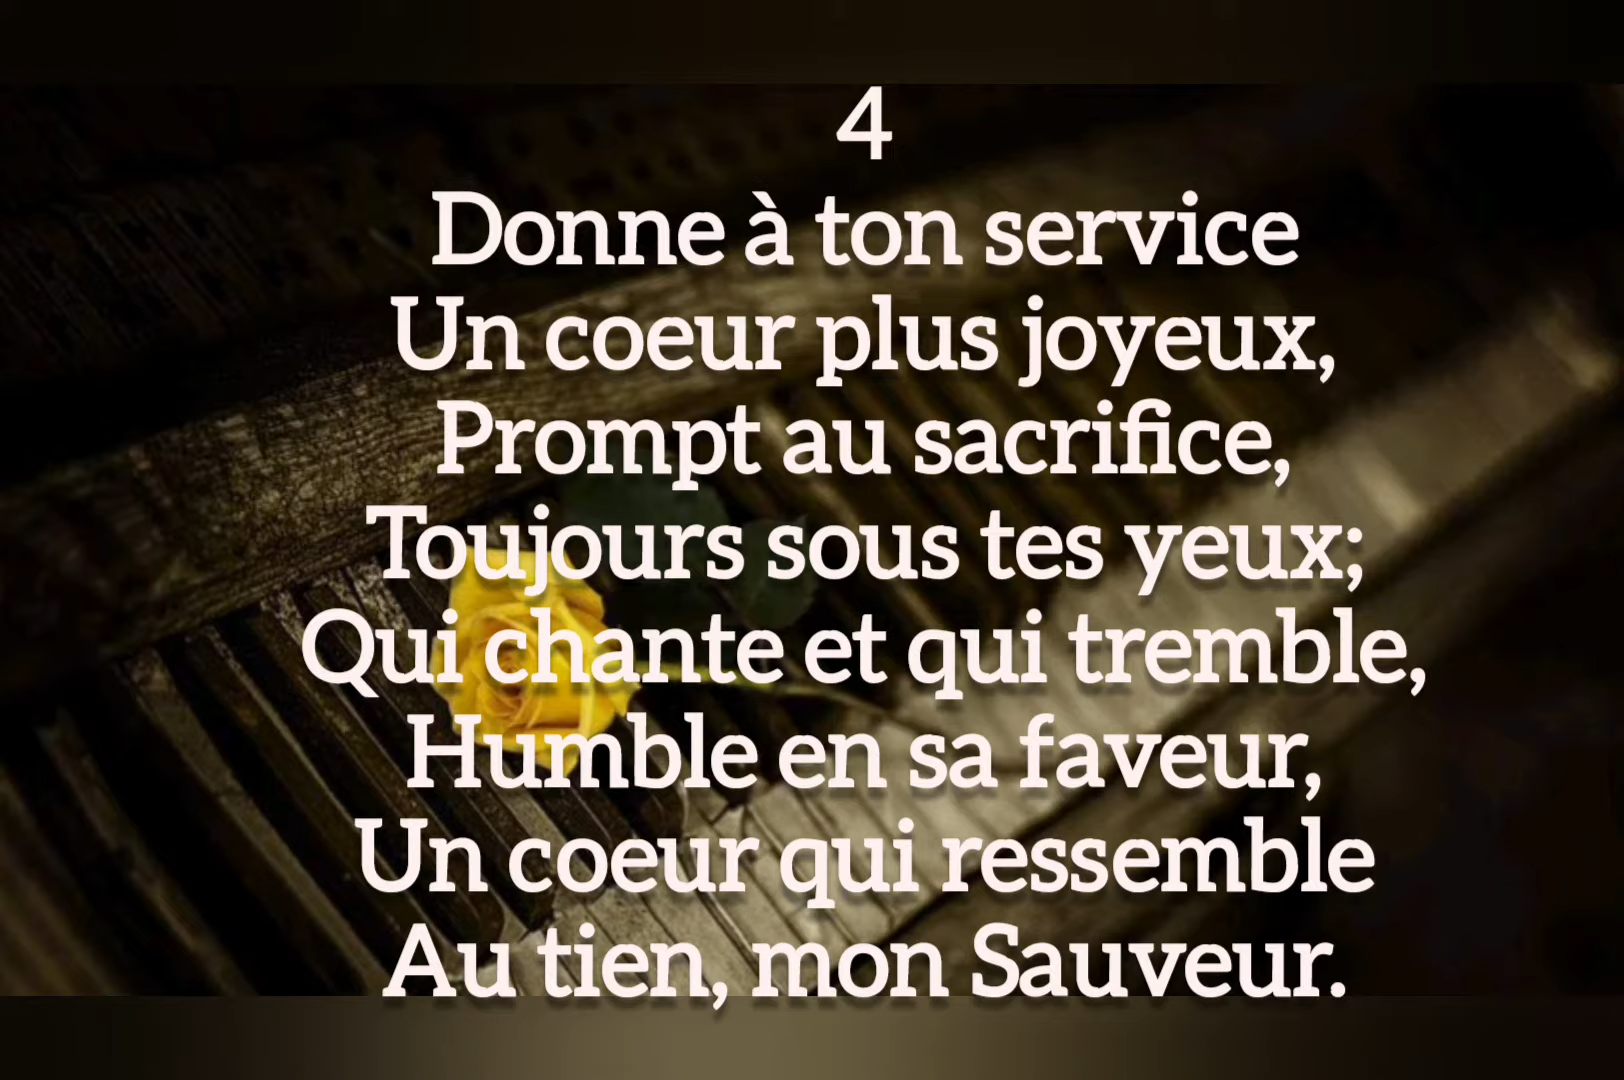 4
Donne à ton service
Un coeur plus joyeux,
Prompt au sacrifice,
Toujours sous tes yeux;
Qui chante et qui tremble,
Humble en sa faveur,
Un coeur qui ressemble
Au tien, mon Sauveur.